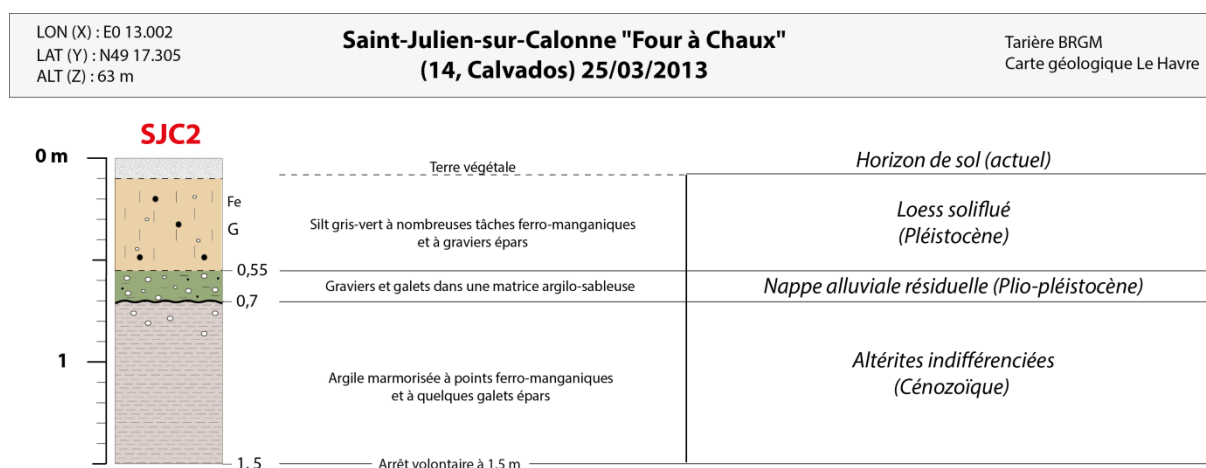 LON (X) : E0 13.002
LAT (Y) : N49 17.305
ALT (Z) : 63 m
Saint-Julien-sur-Calonne "Four à Chaux"
(14, Calvados) 25/03/2013
Tarière BRGM
Carte géologique Le Havre
SJC2
0 m
Terre végétale
Horizon de sol (actuel)
Fe
G
Silt gris-vert à nombreuses tâches ferro-manganiques
et à graviers épars
Loess soliflué
(Pléistocène)
0,55
Graviers et galets dans une matrice argilo-sableuse
Nappe alluviale résiduelle (Plio-pléistocène)
0,7
1
Argile marmorisée à points ferro-manganiques
et à quelques galets épars
Altérites indifférenciées
(Cénozoïque)
1, 5
Arrêt volontaire à 1,5 m